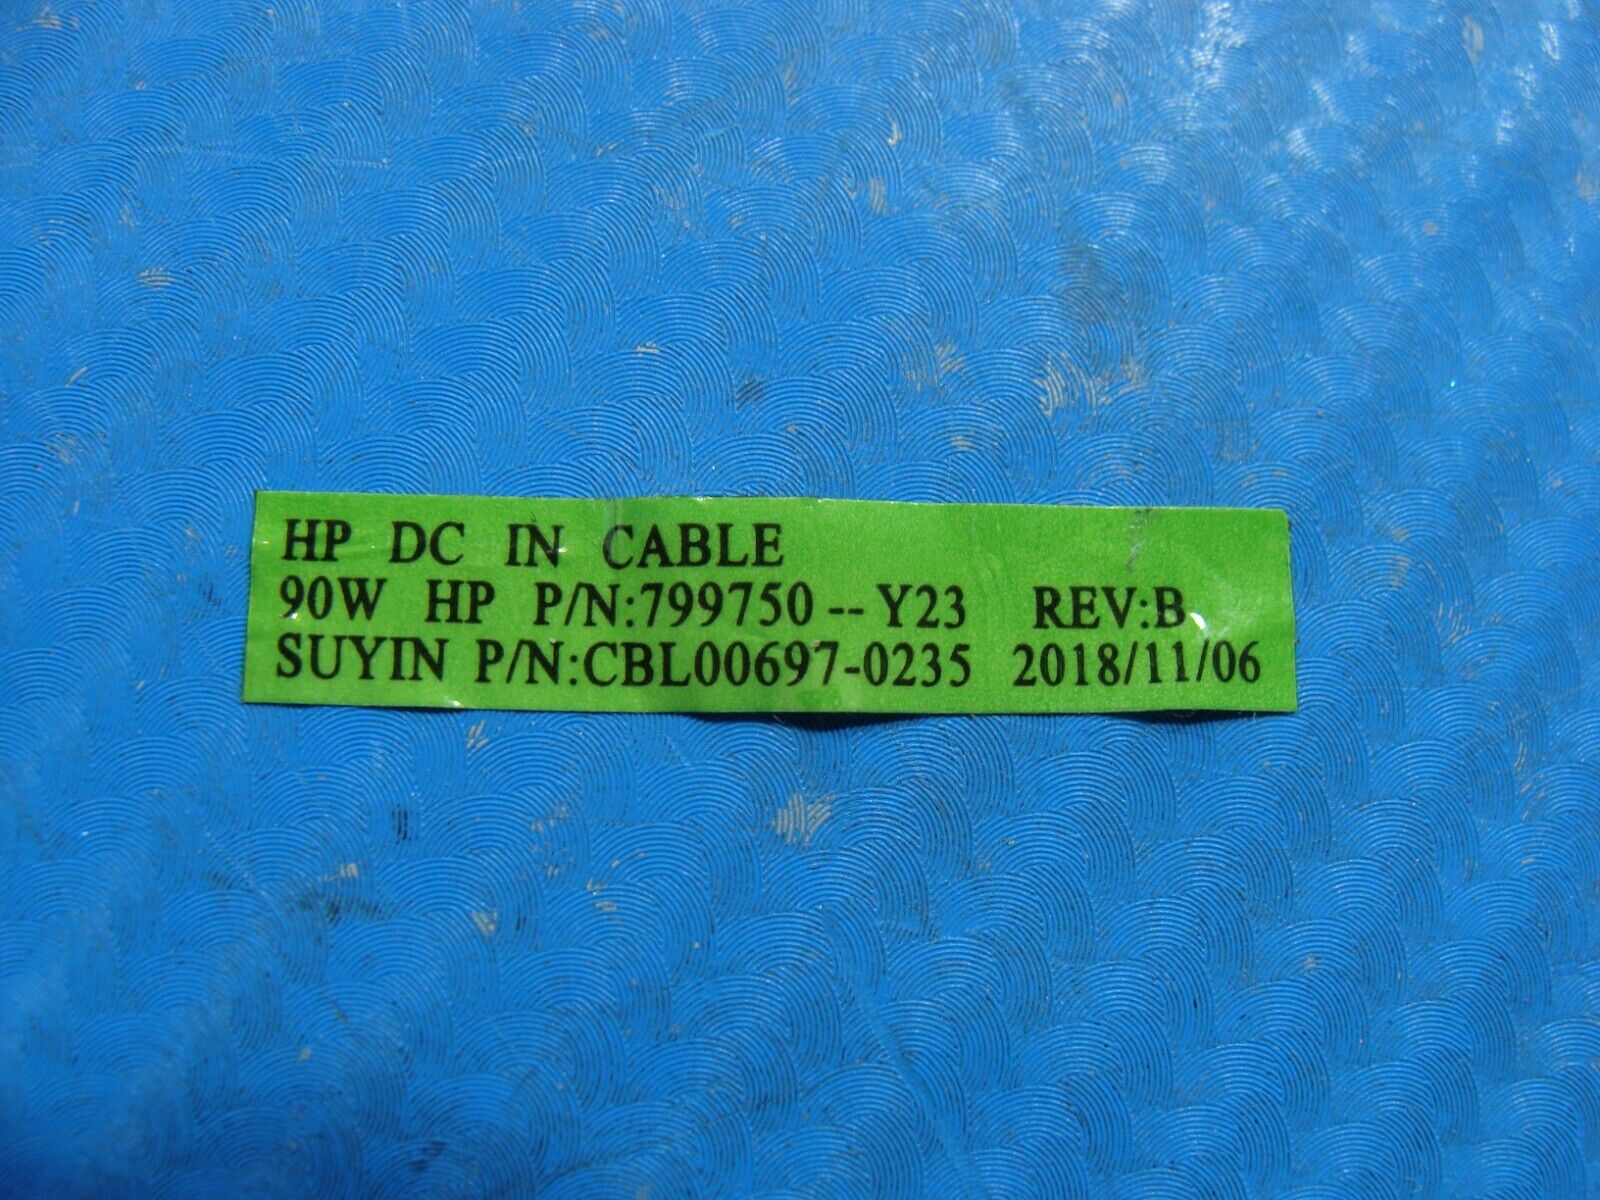 HP DC IN CABLE
90W HP P/N:799750--Y23 REV:B
SUYIN P/N:CBL00697-0235 2018/11/06